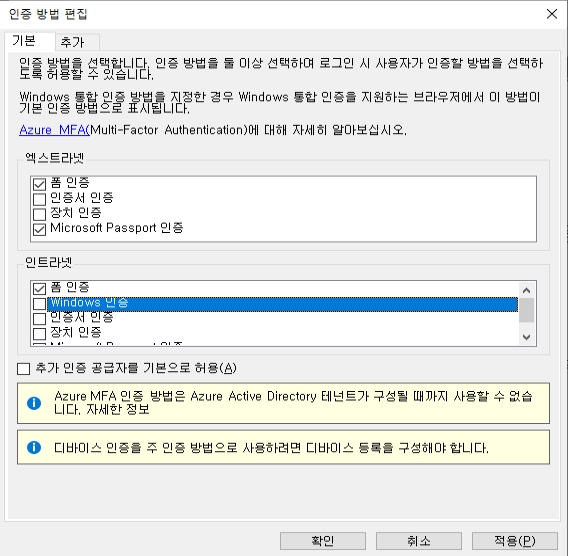 인증 방법 편집
기본
추가
인증 방법을 선택합니다. 인증 방법을 둘 이상 선택하여 로그인 시 사용자가 인증할 방법을 선택하
도록 허용할 수 있습니다.
Windows 통합 인증 방법을 지정한 경우 Windows 통합 인증을 지원하는 브라우저에서 이 방법이
기본 인증 방법으로 표시됩니다.
Azure MFA(Multi-Factor Authentication)에 대해 자세히 알아보십시오.
엑스트라넷
폼 인증
인증서 인증
장치 인증
Microsoft Passport 인증
인트라넷
폼 인증
Windows 인증
인증서 인증
장치 인증
Microsoft Passport 인증
추가 인증 공급자를 기본으로 허용(A)
Azure MFA 인증 방법은 Azure Active Directory 테넌트가 구성될 때까지 사용할 수 없습
니다. 자세한 정보
디바이스 인증을 주 인증 방법으로 사용하려면 디바이스 등록을 구성해야 합니다.
확인
취소
적용(P)